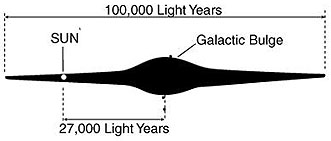 100,000 Light Years
SUN
Galactic Bulge
27,000 Light Years